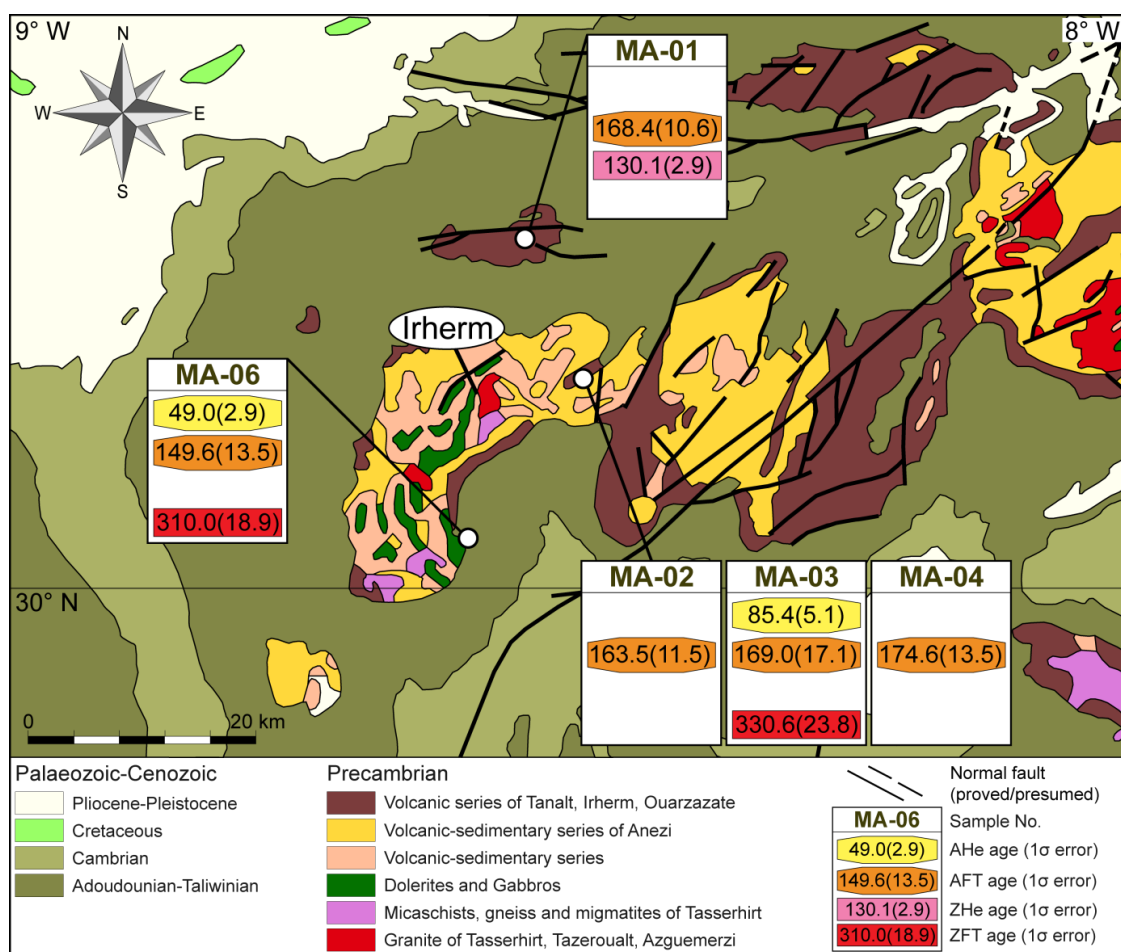 9° W
8° W
N
W
E
S
MA-01
168.4(10.6)
130.1(2.9)
Irherm
MA-06
49.0(2.9)
149.6(13.5)
310.0(18.9)
30° N
MA-02
163.5(11.5)
MA-03
85.4(5.1)
169.0(17.1)
330.6(23.8)
MA-04
174.6(13.5)
0
20 km
Palaeozoic-Cenozoic
Pliocene-Pleistocene
Cretaceous
Cambrian
Adoudounian-Taliwinian
Precambrian
Volcanic series of Tanalt, Irherm, Ouarzazate
Volcanic-sedimentary series of Anezi
Volcanic-sedimentary series
Dolerites and Gabbros
Micaschists, gneiss and migmatites of Tasserhirt
Granite of Tasserhirt, Tazeroualt, Azguemerzi
Normal fault
(proved/presumed)
MA-06
Sample No.
49.0(2.9)
AHe age (1σ error)
149.6(13.5)
AFT age (1σ error)
130.1(2.9)
ZHe age (1σ error)
310.0(18.9)
ZFT age (1σ error)